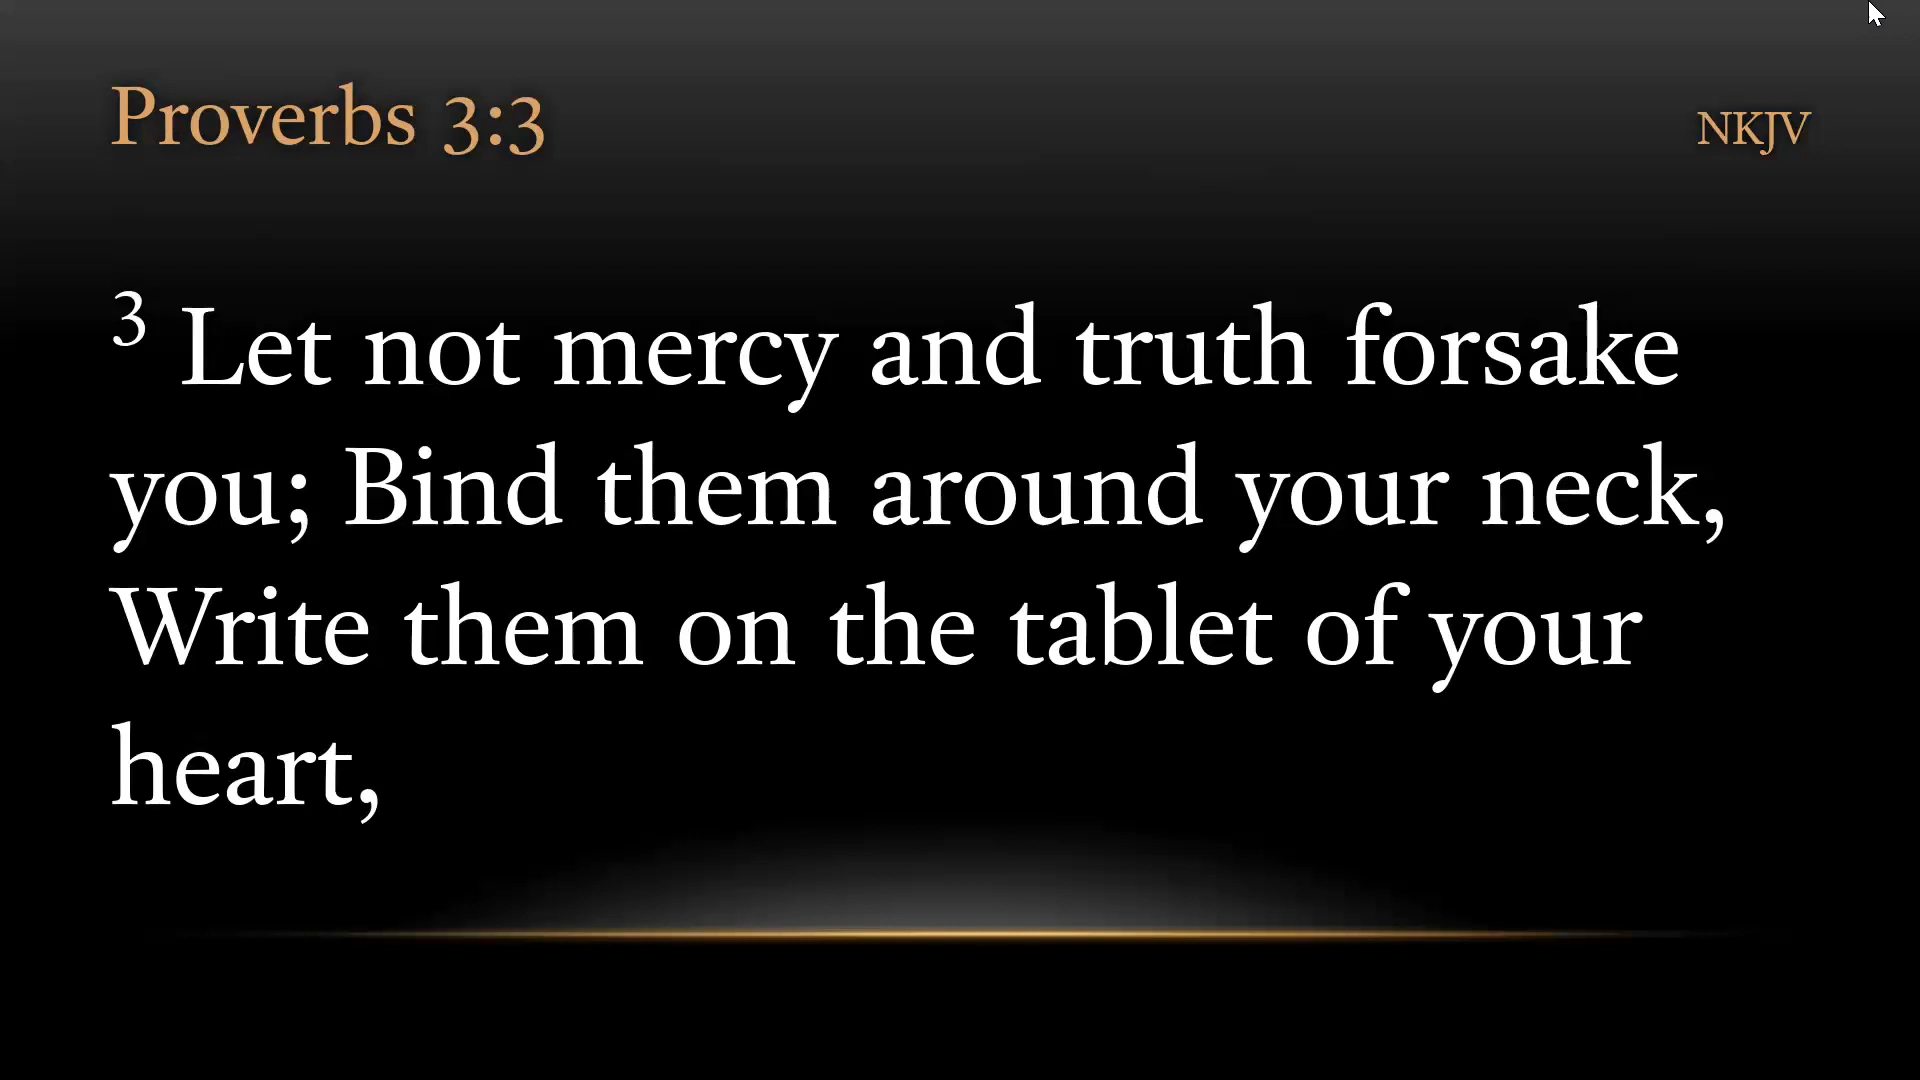 Proverbs 3:3
NKJV
3 Let not mercy and truth forsake
you; Bind them around your neck,
Write them on the tablet of your
heart,